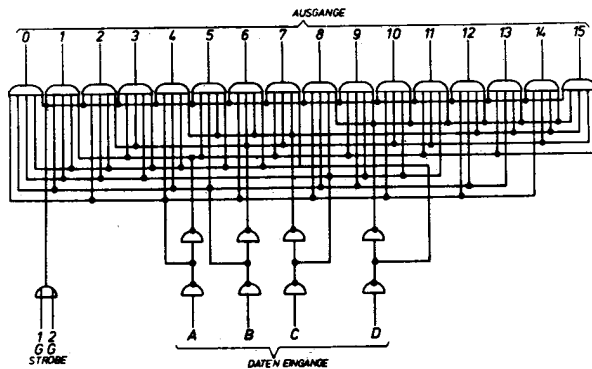 AUSGANGE
0 1 2 3 4 5 6 7 8 9 10 11 12 13 14 15
1 2
G G
STROBE
A B C D
DATEN EINGANGE